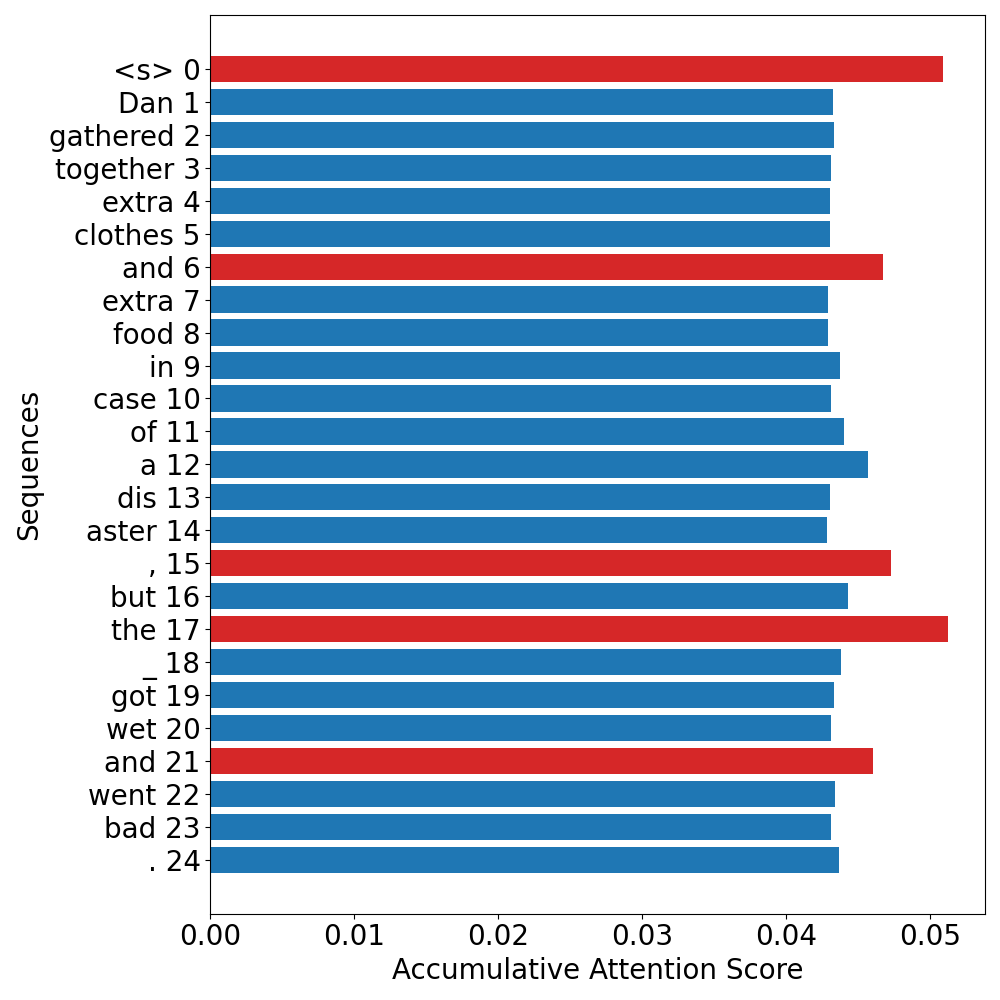 <s> 0
Dan 1
gathered 2
together 3
extra 4
clothes 5
and 6
extra 7
food 8
in 9
case 10
of 11
a 12
dis 13
aster 14
, 15
but 16
the 17
_ 18
got 19
wet 20
and 21
went 22
bad 23
. 24
Sequences
0.00 0.01 0.02 0.03 0.04 0.05
Accumulative Attention Score